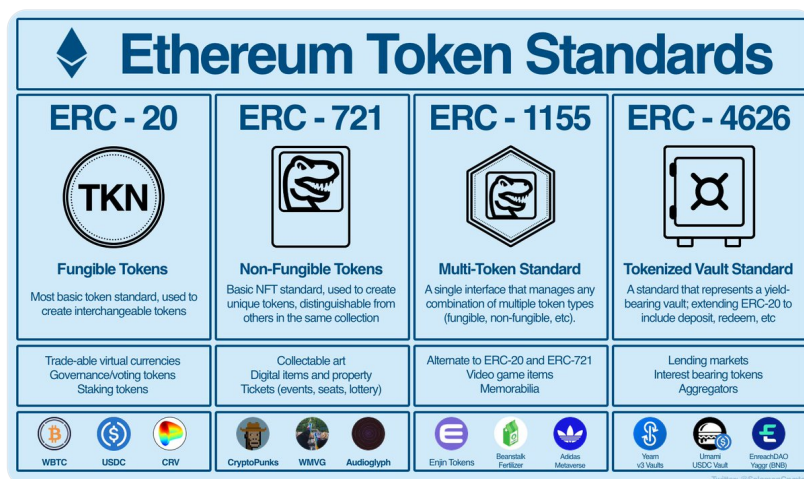 Ethereum Token Standards
ERC - 20
TKN
Fungible Tokens
Most basic token standard, used to
create interchangeable tokens
Trade-able virtual currencies
Governance/voting tokens
Staking tokens
WBTC
USDC
CRV
ERC - 721
Non-Fungible Tokens
Basic NFT standard, used to create
unique tokens, distinguishable from
others in the same collection
Collectable art
Digital items and property
Tickets (events, seats, lottery)
CryptoPunks
WMVG
Audioglyph
ERC - 1155
Multi-Token Standard
A single interface that manages any
combination of multiple token types
(fungible, non-fungible, etc).
Alternate to ERC-20 and ERC-721
Video game items
Memorabilia
Enjin Tokens
Beanstalk
Fertilizer
Adidas
Metaverse
ERC - 4626
Tokenized Vault Standard
A standard that represents a yield-
bearing vault; extending ERC-20 to
include deposit, redeem, etc
Lending markets
Interest bearing tokens
Aggregators
Yearn
v3 Vaults
Umami
USDC Vault
EnreachDAO
Yaggr (BNB)